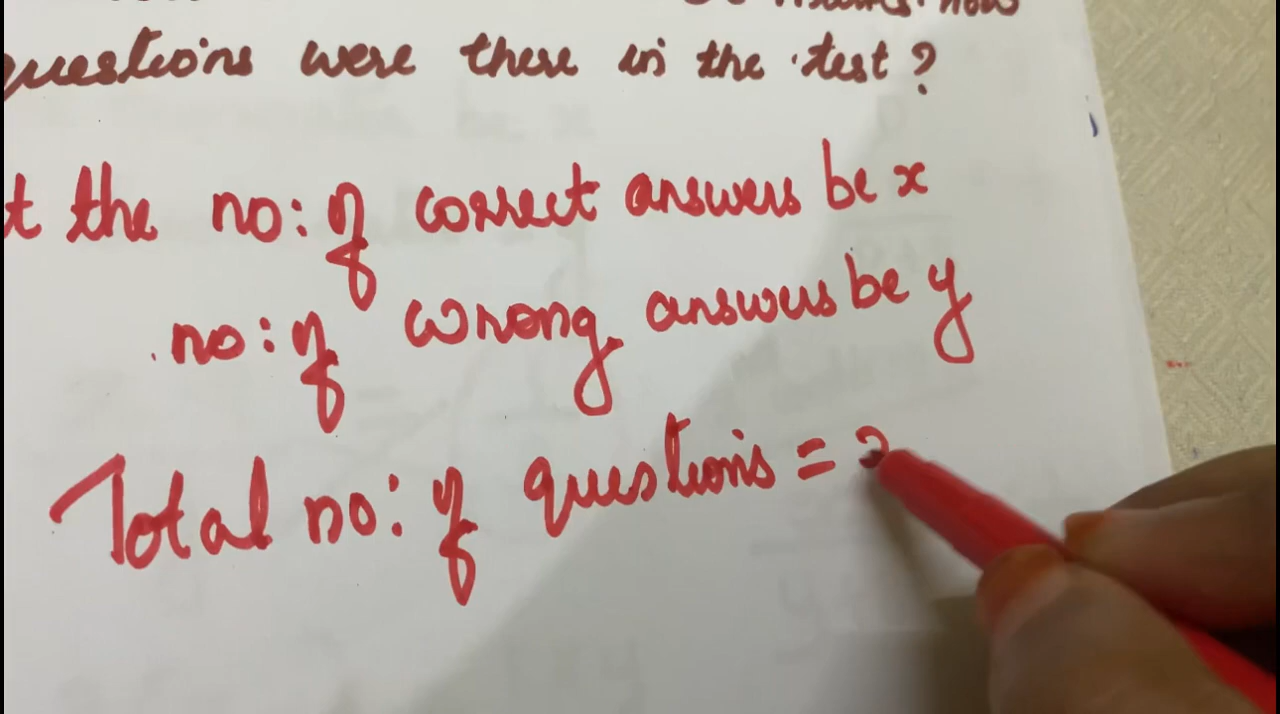 questions were there in the test?
t the no: of correct answers be x
no: of wrong answers be y
Total no: of questions =